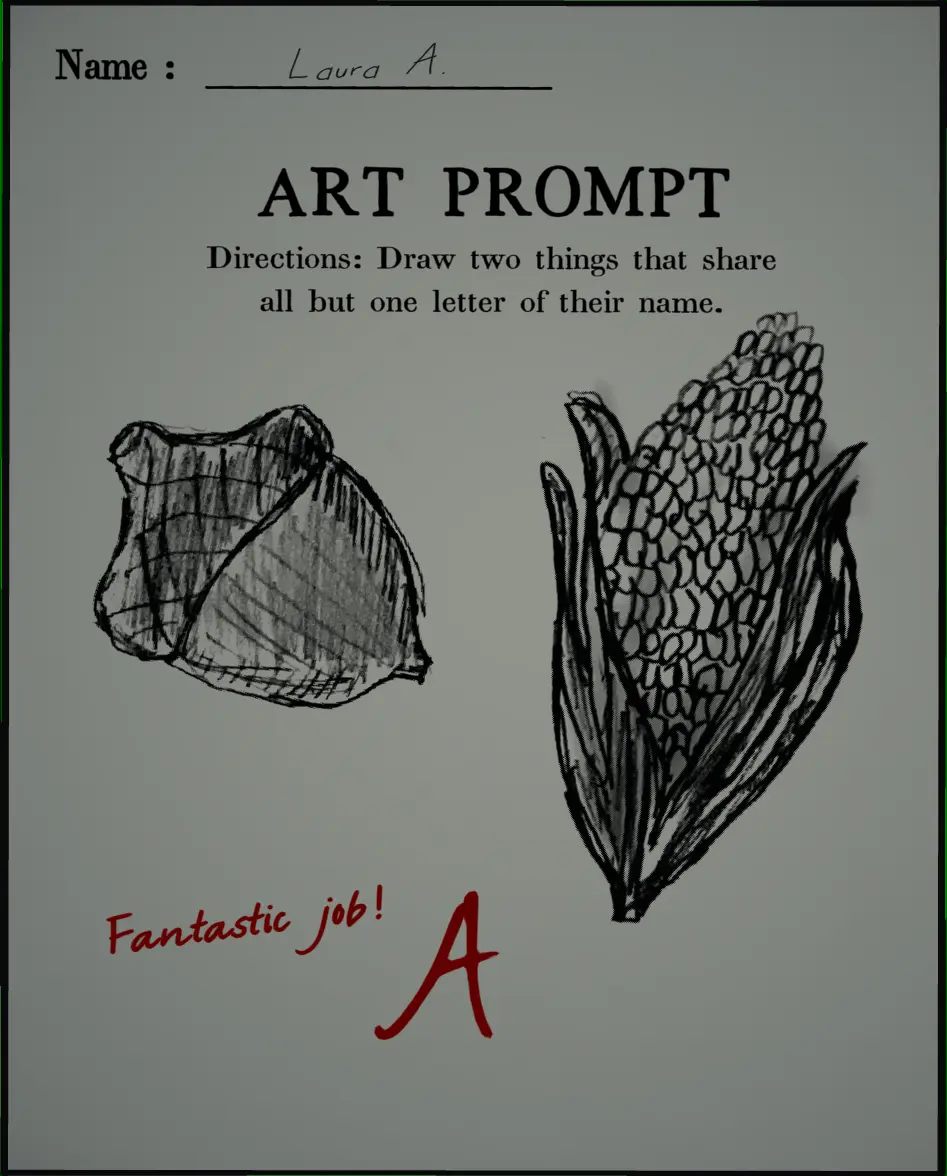 Name : Laura A.
ART PROMPT
Directions: Draw two things that share
all but one letter of their name.
Fantastic job!
A